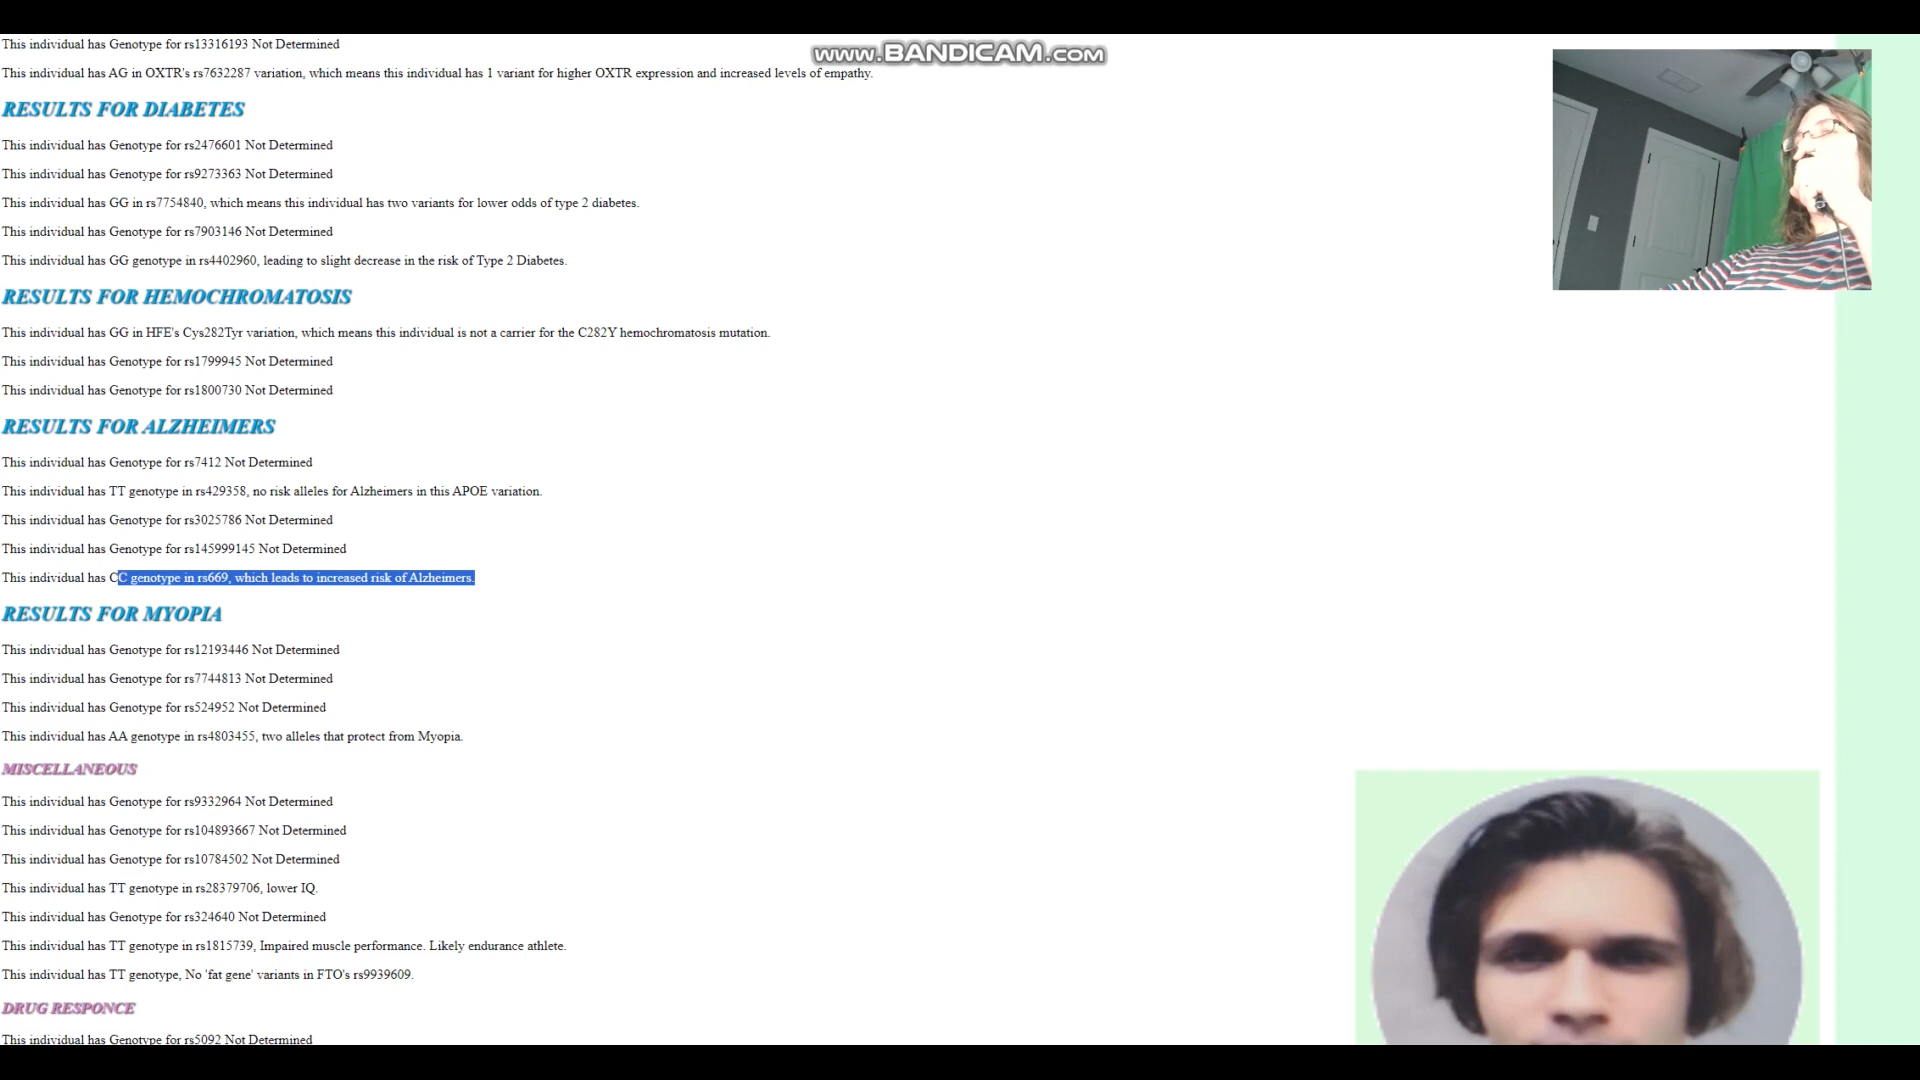 www.BANDICAM.com
This individual has Genotype for rs13316193 Not Determined
This individual has AG in OXTR's rs7632287 variation, which means this individual has 1 variant for higher OXTR expression and increased levels of empathy.
RESULTS FOR DIABETES
This individual has Genotype for rs2476601 Not Determined
This individual has Genotype for rs9273363 Not Determined
This individual has GG in rs7754840, which means this individual has two variants for lower odds of type 2 diabetes.
This individual has Genotype for rs7903146 Not Determined
This individual has GG genotype in rs4402960, leading to slight decrease in the risk of Type 2 Diabetes.
RESULTS FOR HEMOCHROMATOSIS
This individual has GG in HFE's Cys282Tyr variation, which means this individual is not a carrier for the C282Y hemochromatosis mutation.
This individual has Genotype for rs1799945 Not Determined
This individual has Genotype for rs1800730 Not Determined
RESULTS FOR ALZHEIMERS
This individual has Genotype for rs7412 Not Determined
This individual has TT genotype in rs429358, no risk alleles for Alzheimers in this APOE variation.
This individual has Genotype for rs3025786 Not Determined
This individual has Genotype for rs145999145 Not Determined
This individual has CC genotype in rs669, which leads to increased risk of Alzheimers.
RESULTS FOR MYOPIA
This individual has Genotype for rs12193446 Not Determined
This individual has Genotype for rs7744813 Not Determined
This individual has Genotype for rs524952 Not Determined
This individual has AA genotype in rs4803455, two alleles that protect from Myopia.
MISCELLANEOUS
This individual has Genotype for rs9332964 Not Determined
This individual has Genotype for rs104893667 Not Determined
This individual has Genotype for rs10784502 Not Determined
This individual has TT genotype in rs28379706, lower IQ.
This individual has Genotype for rs324640 Not Determined
This individual has TT genotype in rs1815739, Impaired muscle performance. Likely endurance athlete.
This individual has TT genotype, No 'fat gene' variants in FTO's rs9939609.
DRUG RESPONCE
This individual has Genotype for rs5092 Not Determined